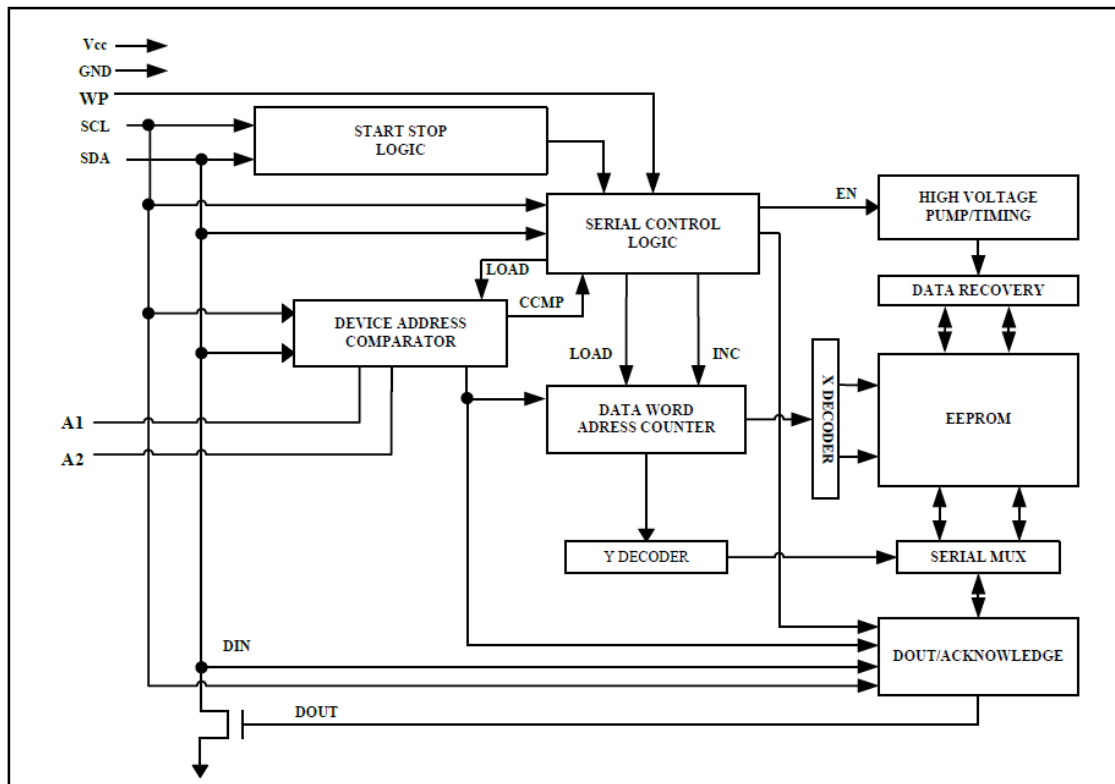 Vcc
GND
WP
SCL
SDA
START STOP
LOGIC
SERIAL CONTROL
LOGIC
EN
HIGH VOLTAGE
PUMP/TIMING
LOAD
CCMP
DATA RECOVERY
DEVICE ADDRESS
COMPARATOR
LOAD
INC
X DECODER
EEPROM
A1
A2
DATA WORD
ADRESS COUNTER
Y DECODER
SERIAL MUX
DIN
DOUT/ACKNOWLEDGE
DOUT